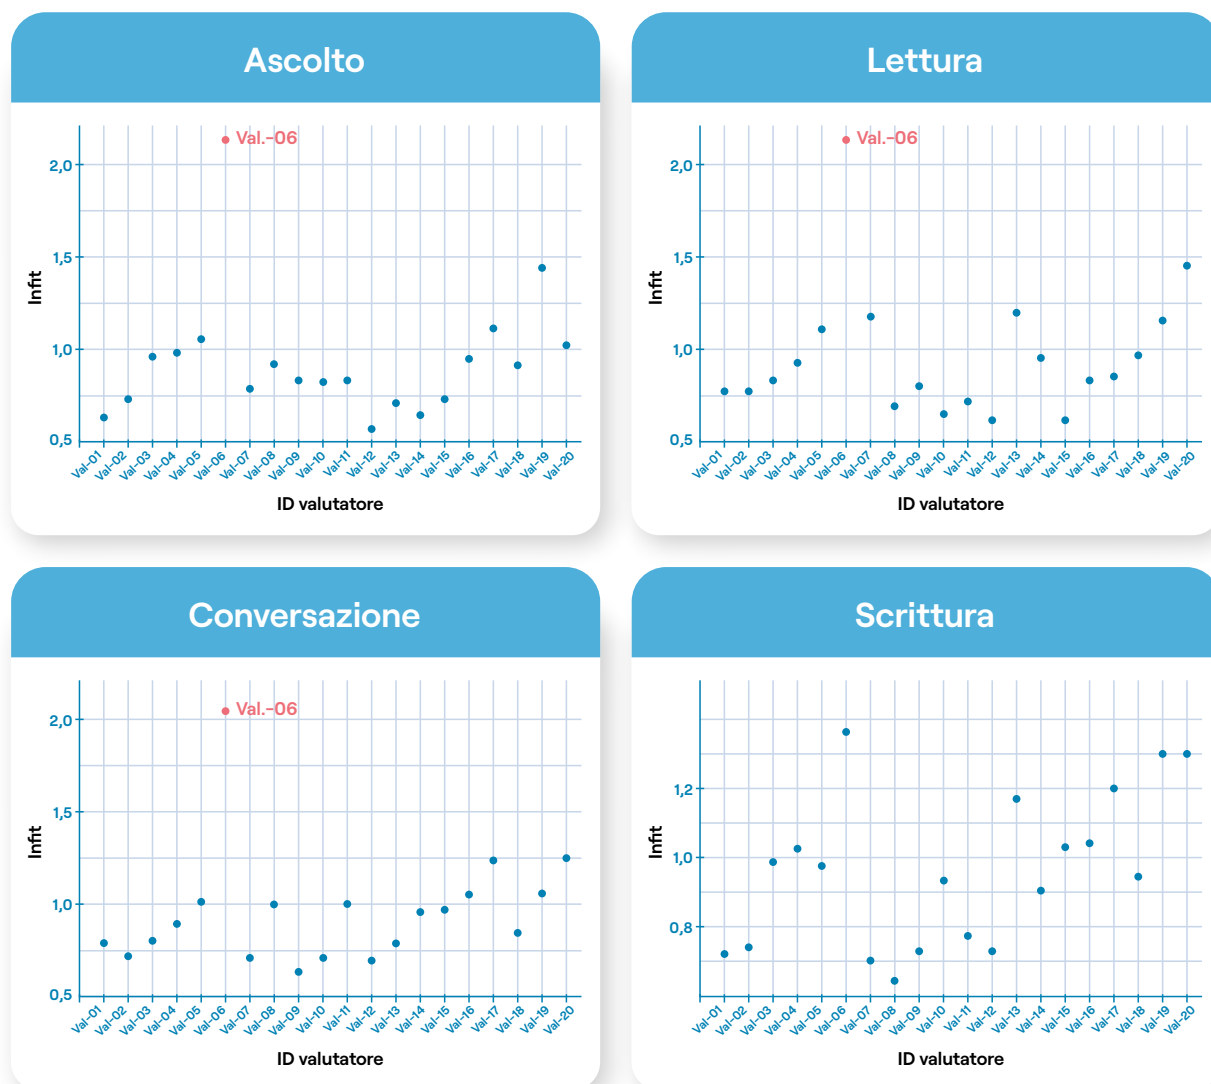 Ascolto
Val.-06
2,0
1,5
1,0
0,5
Infit
Val-01 Val-02 Val-03 Val-04 Val-05 Val-06 Val-07 Val-08 Val-09 Val-10 Val-11 Val-12 Val-13 Val-14 Val-15 Val-16 Val-17 Val-18 Val-19 Val-20
ID valutatore
Lettura
Val.-06
2,0
1,5
1,0
0,5
Infit
Val-01 Val-02 Val-03 Val-04 Val-05 Val-06 Val-07 Val-08 Val-09 Val-10 Val-11 Val-12 Val-13 Val-14 Val-15 Val-16 Val-17 Val-18 Val-19 Val-20
ID valutatore
Conversazione
Val.-06
2,0
1,5
1,0
0,5
Infit
Val-01 Val-02 Val-03 Val-04 Val-05 Val-06 Val-07 Val-08 Val-09 Val-10 Val-11 Val-12 Val-13 Val-14 Val-15 Val-16 Val-17 Val-18 Val-19 Val-20
ID valutatore
Scrittura
1,2
1,0
0,8
Infit
Val-01 Val-02 Val-03 Val-04 Val-05 Val-06 Val-07 Val-08 Val-09 Val-10 Val-11 Val-12 Val-13 Val-14 Val-15 Val-16 Val-17 Val-18 Val-19 Val-20
ID valutatore